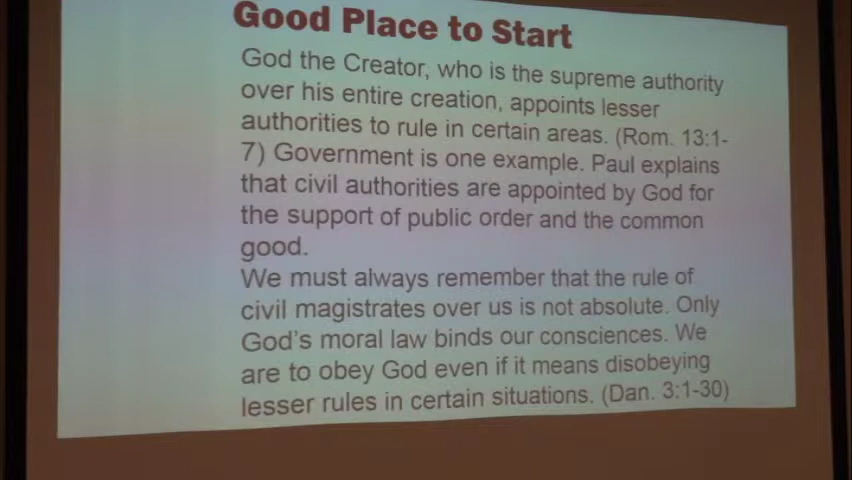 Good Place to Start
God the Creator, who is the supreme authority
over his entire creation, appoints lesser
authorities to rule in certain areas. (Rom. 13:1-
7) Government is one example. Paul explains
that civil authorities are appointed by God for
the support of public order and the common
good.
We must always remember that the rule of
civil magistrates over us is not absolute. Only
God's moral law binds our consciences. We
are to obey God even if it means disobeying
lesser rules in certain situations. (Dan. 3:1-30)